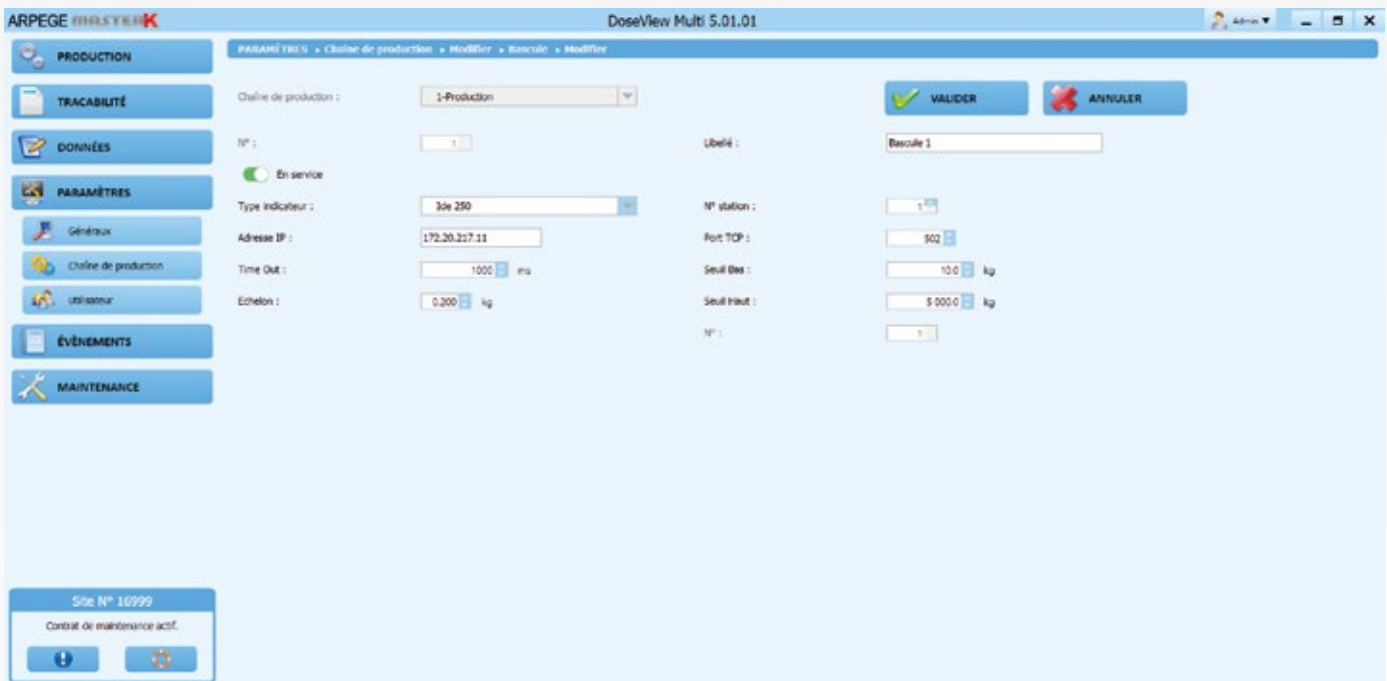 ARPEGE MASTERK
DoseView Multi 5.01.01
Admin
PRODUCTION
PARAMÈTRES Chaîne de production Modifier Bascule Modifier
TRACABILITÉ
Chaîne de production :
1-Production
VALIDER
ANNULER
DONNÉES
N° :
1
Libellé :
Bascule 1
En service
PARAMÈTRES
Type indicateur :
Ide 250
N° station :
1
Généraux
Adresse IP :
172.20.217.11
Port TCP :
502
Chaîne de production
Time Out :
1000 ms
Seuil Bas :
10.0 kg
Utilisateur
Echelon :
0.200 kg
Seuil Haut :
5 000.0 kg
ÉVÈNEMENTS
N° :
1
MAINTENANCE
Site N° 16999
Contrat de maintenance actif.